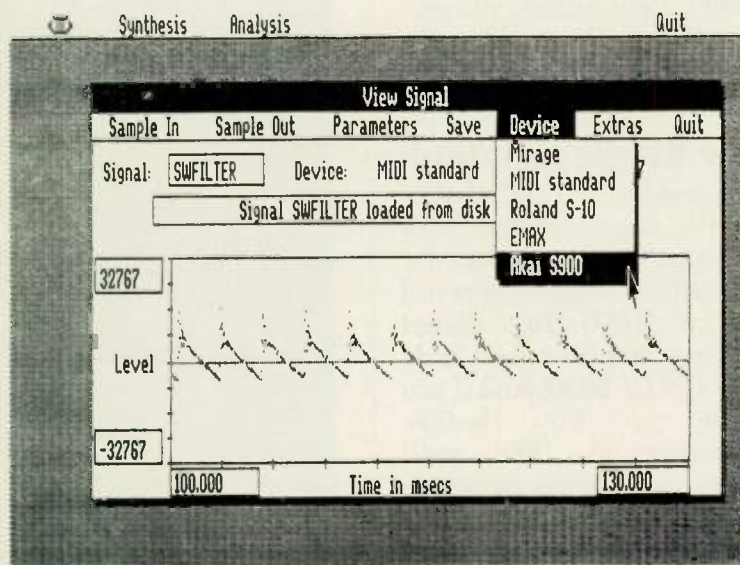 Synthesis Analysis Quit
View Signal
Sample In Sample Out Parameters Save Device Extras Quit
Signal: SWFILTER Device: MIDI standard 7
Signal SWFILTER loaded from disk
Mirage
MIDI standard
Roland S-10
EMAX
Akai S900
32767
Level
-32767
100.000 Time in msecs 130.000